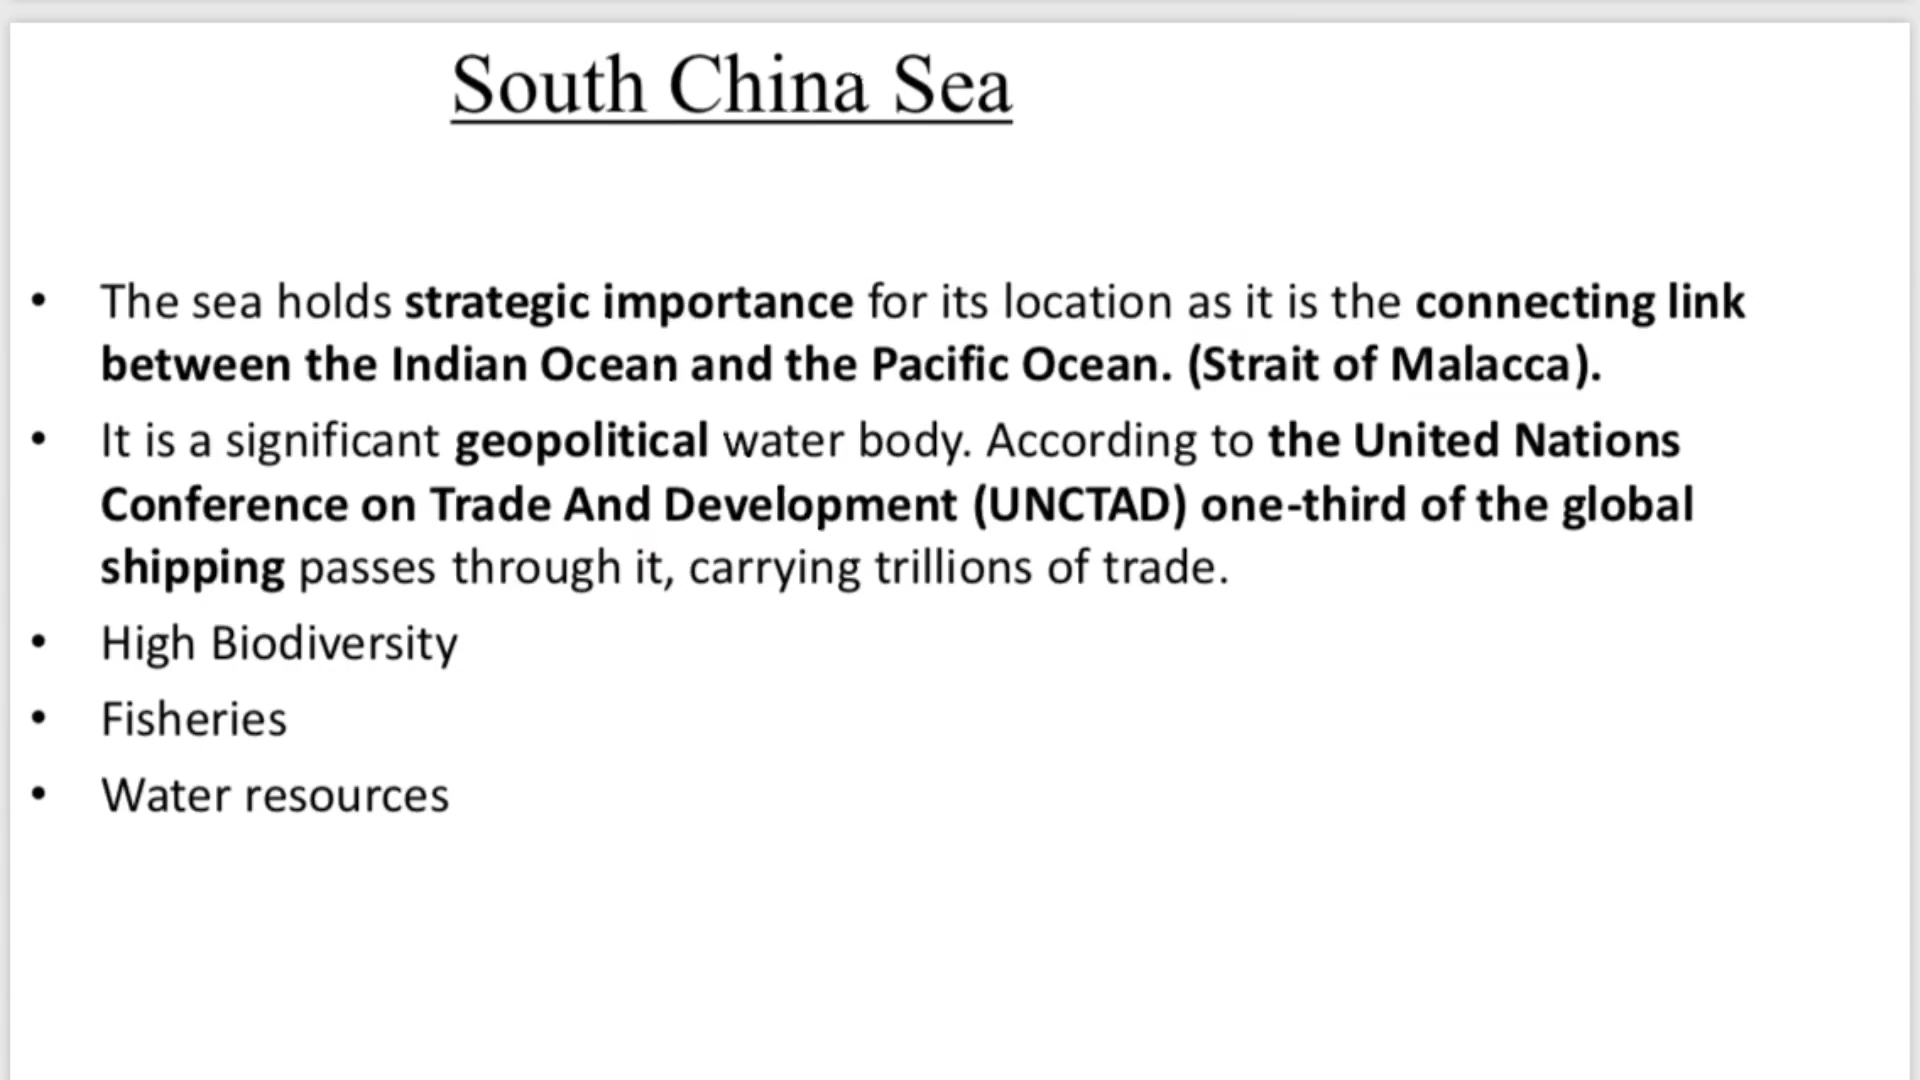 South China Sea
• The sea holds strategic importance for its location as it is the connecting link
between the Indian Ocean and the Pacific Ocean. (Strait of Malacca).
• It is a significant geopolitical water body. According to the United Nations
Conference on Trade And Development (UNCTAD) one-third of the global
shipping passes through it, carrying trillions of trade.
• High Biodiversity
• Fisheries
• Water resources